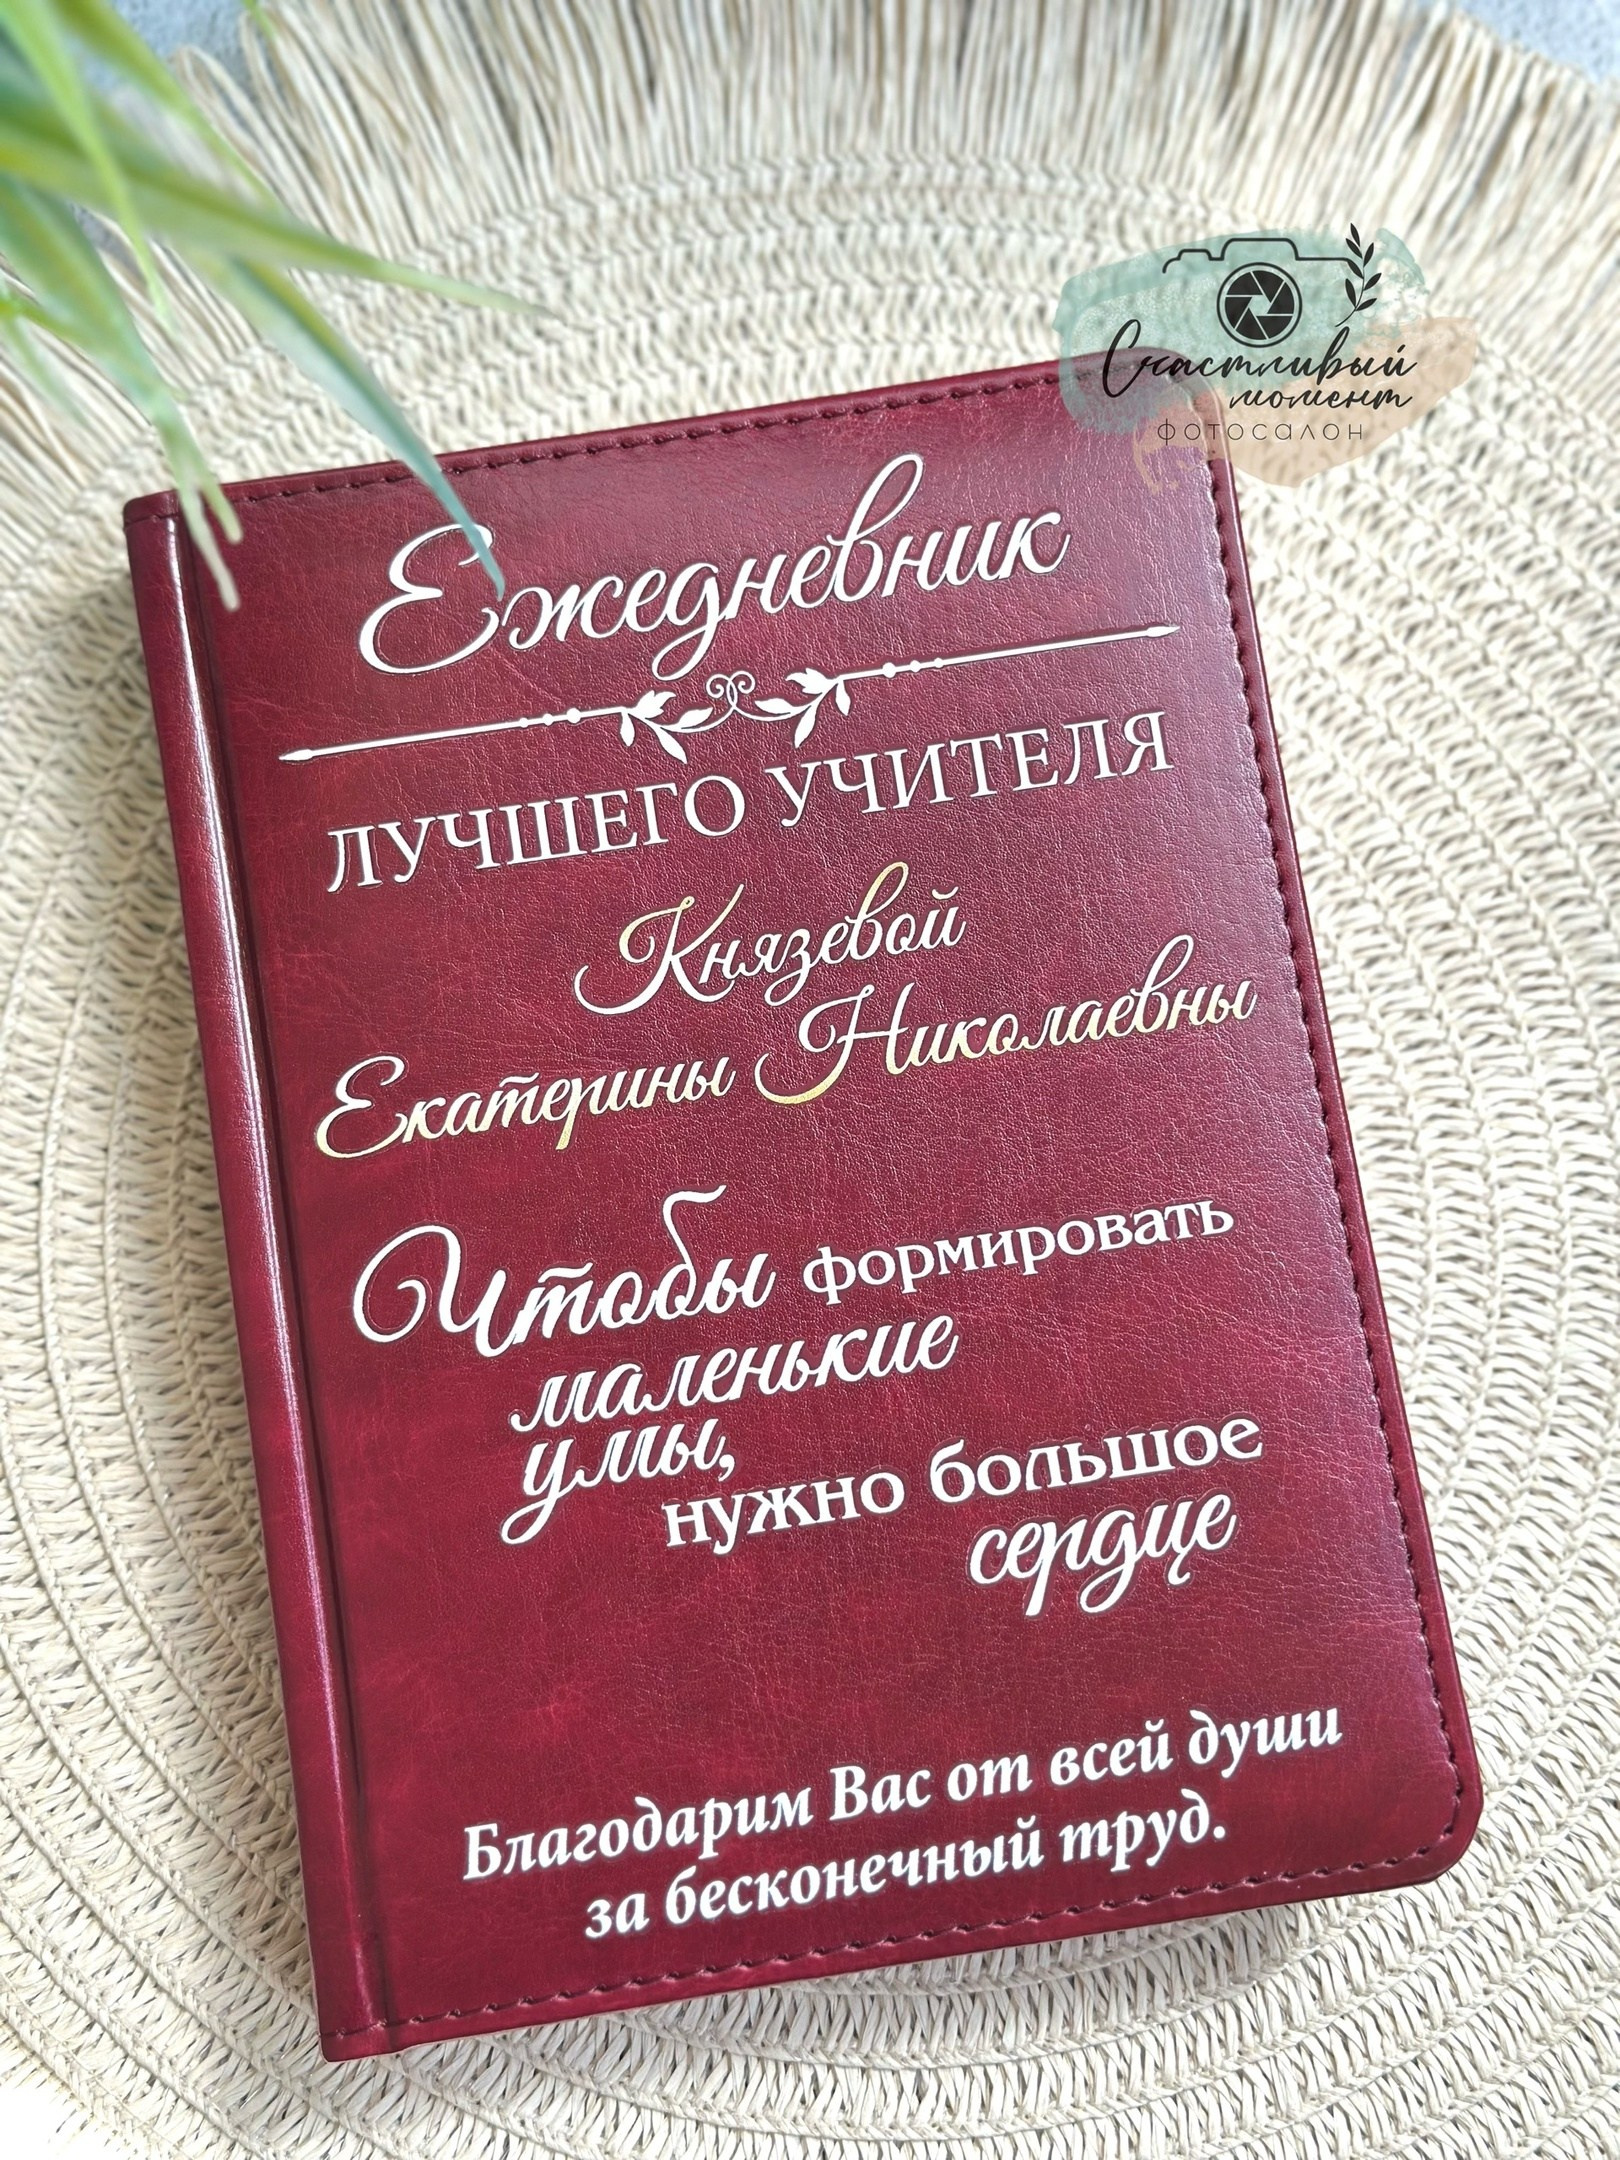 Счастливый
момент
фотосалон
Ежедневник
ЛУЧШЕГО УЧИТЕЛЯ
Князевой
Екатерины Николаевны
Чтобы формировать
маленькие
умы,
нужно большое
сердце
Благодарим Вас от всей души
за бесконечный труд.